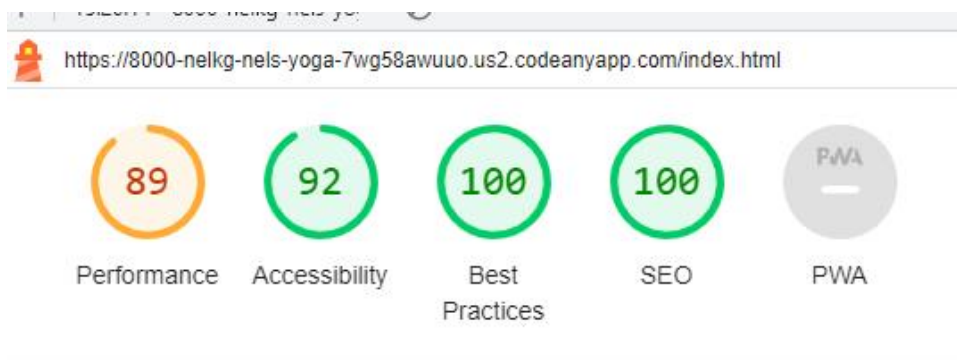 https://8000-nelkg-nels-yoga-7wg58awuuo.us2.codeanyapp.com/index.html
89 92 100 100 PWA
Performance Accessibility Best Practices SEO PWA